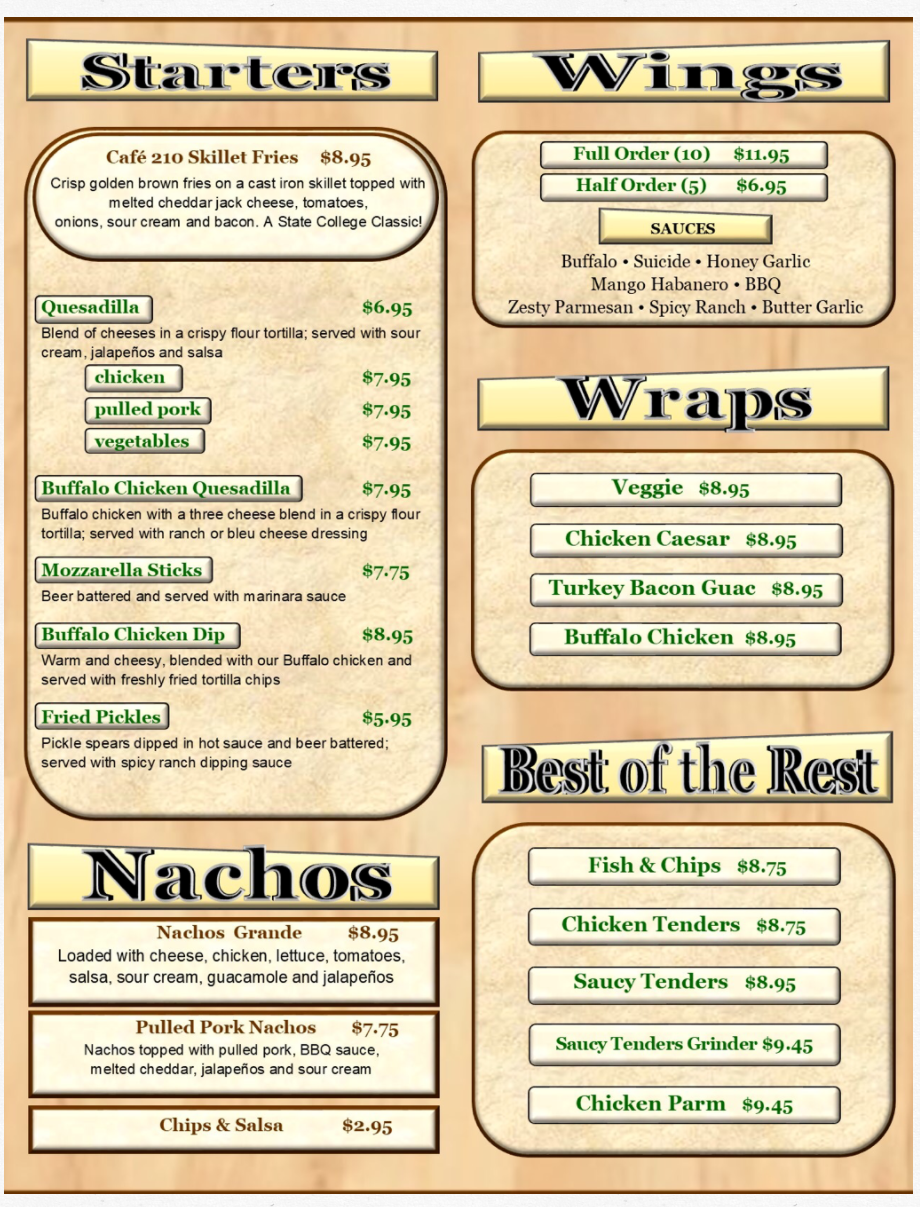 Starters
Café 210 Skillet Fries $8.95
Crisp golden brown fries on a cast iron skillet topped with
melted cheddar jack cheese, tomatoes,
onions, sour cream and bacon. A State College Classic!
Quesadilla $6.95
Blend of cheeses in a crispy flour tortilla; served with sour
cream, jalapeños and salsa
chicken $7.95
pulled pork $7.95
vegetables $7.95
Buffalo Chicken Quesadilla $7.95
Buffalo chicken with a three cheese blend in a crispy flour
tortilla; served with ranch or bleu cheese dressing
Mozzarella Sticks $7.75
Beer battered and served with marinara sauce
Buffalo Chicken Dip $8.95
Warm and cheesy, blended with our Buffalo chicken and
served with freshly fried tortilla chips
Fried Pickles $5.95
Pickle spears dipped in hot sauce and beer battered;
served with spicy ranch dipping sauce
Nachos
Nachos Grande $8.95
Loaded with cheese, chicken, lettuce, tomatoes,
salsa, sour cream, guacamole and jalapeños
Pulled Pork Nachos $7.75
Nachos topped with pulled pork, BBQ sauce,
melted cheddar, jalapeños and sour cream
Chips & Salsa $2.95
Wings
Full Order (10) $11.95
Half Order (5) $6.95
SAUCES
Buffalo • Suicide • Honey Garlic
Mango Habanero • BBQ
Zesty Parmesan • Spicy Ranch • Butter Garlic
Wraps
Veggie $8.95
Chicken Caesar $8.95
Turkey Bacon Guac $8.95
Buffalo Chicken $8.95
Best of the Rest
Fish & Chips $8.75
Chicken Tenders $8.75
Saucy Tenders $8.95
Saucy Tenders Grinder $9.45
Chicken Parm $9.45